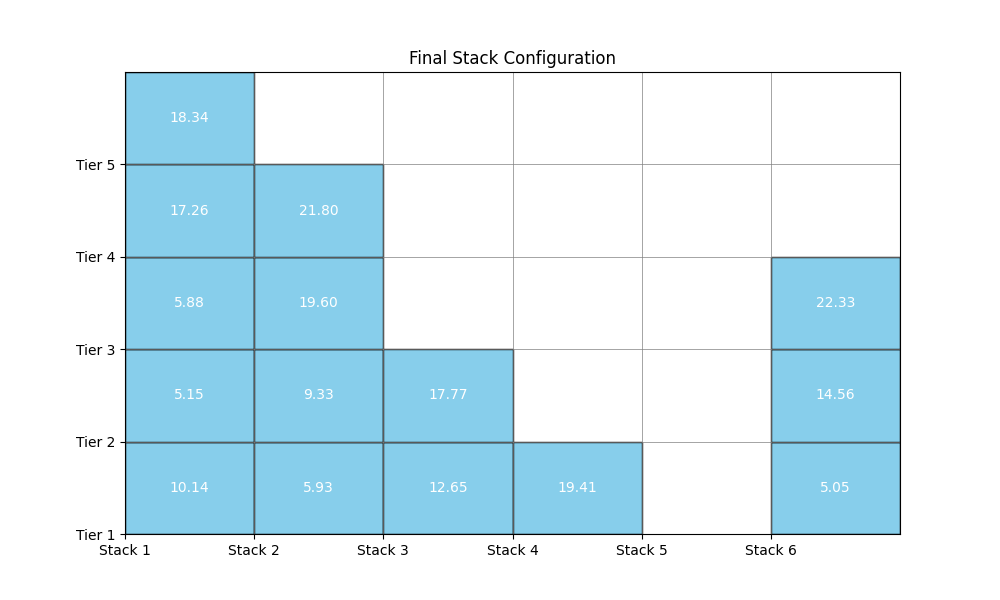 Final Stack Configuration
18.34
Tier 5
17.26 21.80
Tier 4
5.88 19.60 22.33
Tier 3
5.15 9.33 17.77 14.56
Tier 2
10.14 5.93 12.65 19.41 5.05
Tier 1
Stack 1 Stack 2 Stack 3 Stack 4 Stack 5 Stack 6